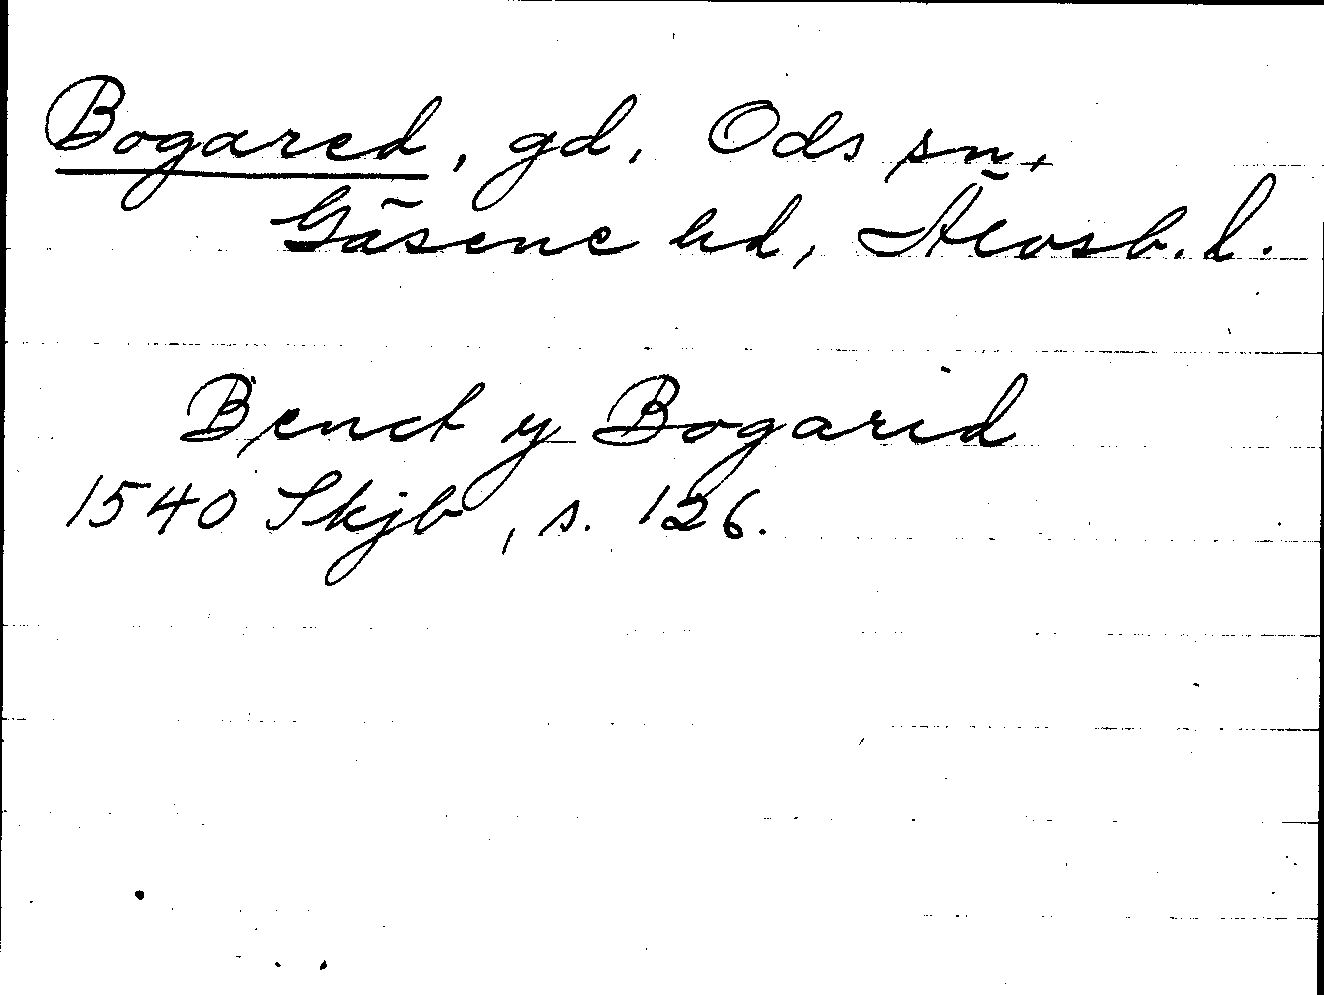 Bogared, gd, Ods sn,
Gäsene hd, Älvsb. l.
Benct y Bogarid
1540 Skjb, s. 126.